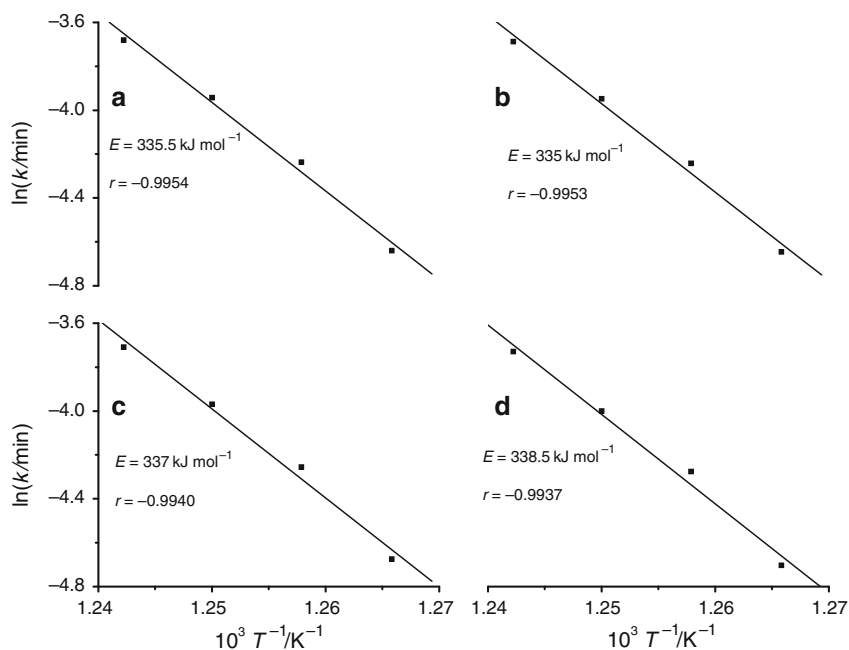 −3.6
−4.0
−4.4
−4.8
ln(k/min)
a
E = 335.5 kJ mol⁻¹
r = −0.9954
b
E = 335 kJ mol⁻¹
r = −0.9953
−3.6
−4.0
−4.4
−4.8
ln(k/min)
c
E = 337 kJ mol⁻¹
r = −0.9940
d
E = 338.5 kJ mol⁻¹
r = −0.9937
1.24 1.25 1.26 1.27
1.24 1.25 1.26 1.27
10³ T⁻¹/K⁻¹
10³ T⁻¹/K⁻¹